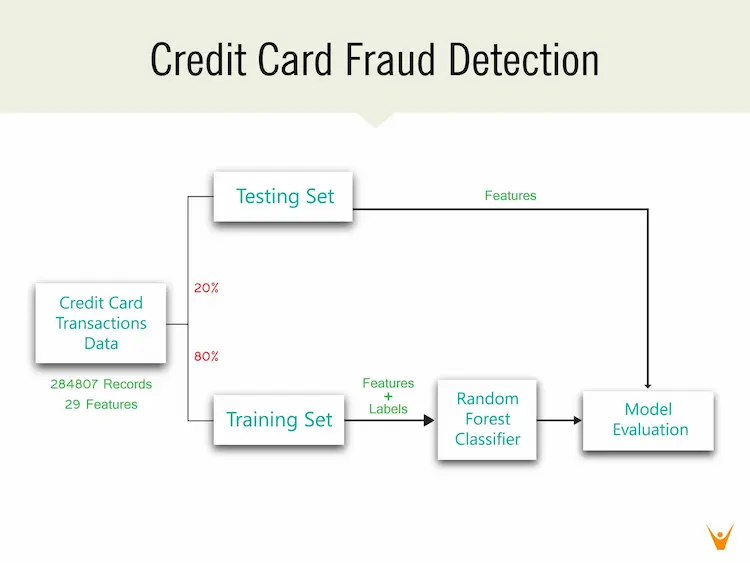 Credit Card Fraud Detection
Testing Set
Features
20%
Credit Card
Transactions
Data
80%
284807 Records
29 Features
Training Set
Features
+
Labels
Random
Forest
Classifier
Model
Evaluation